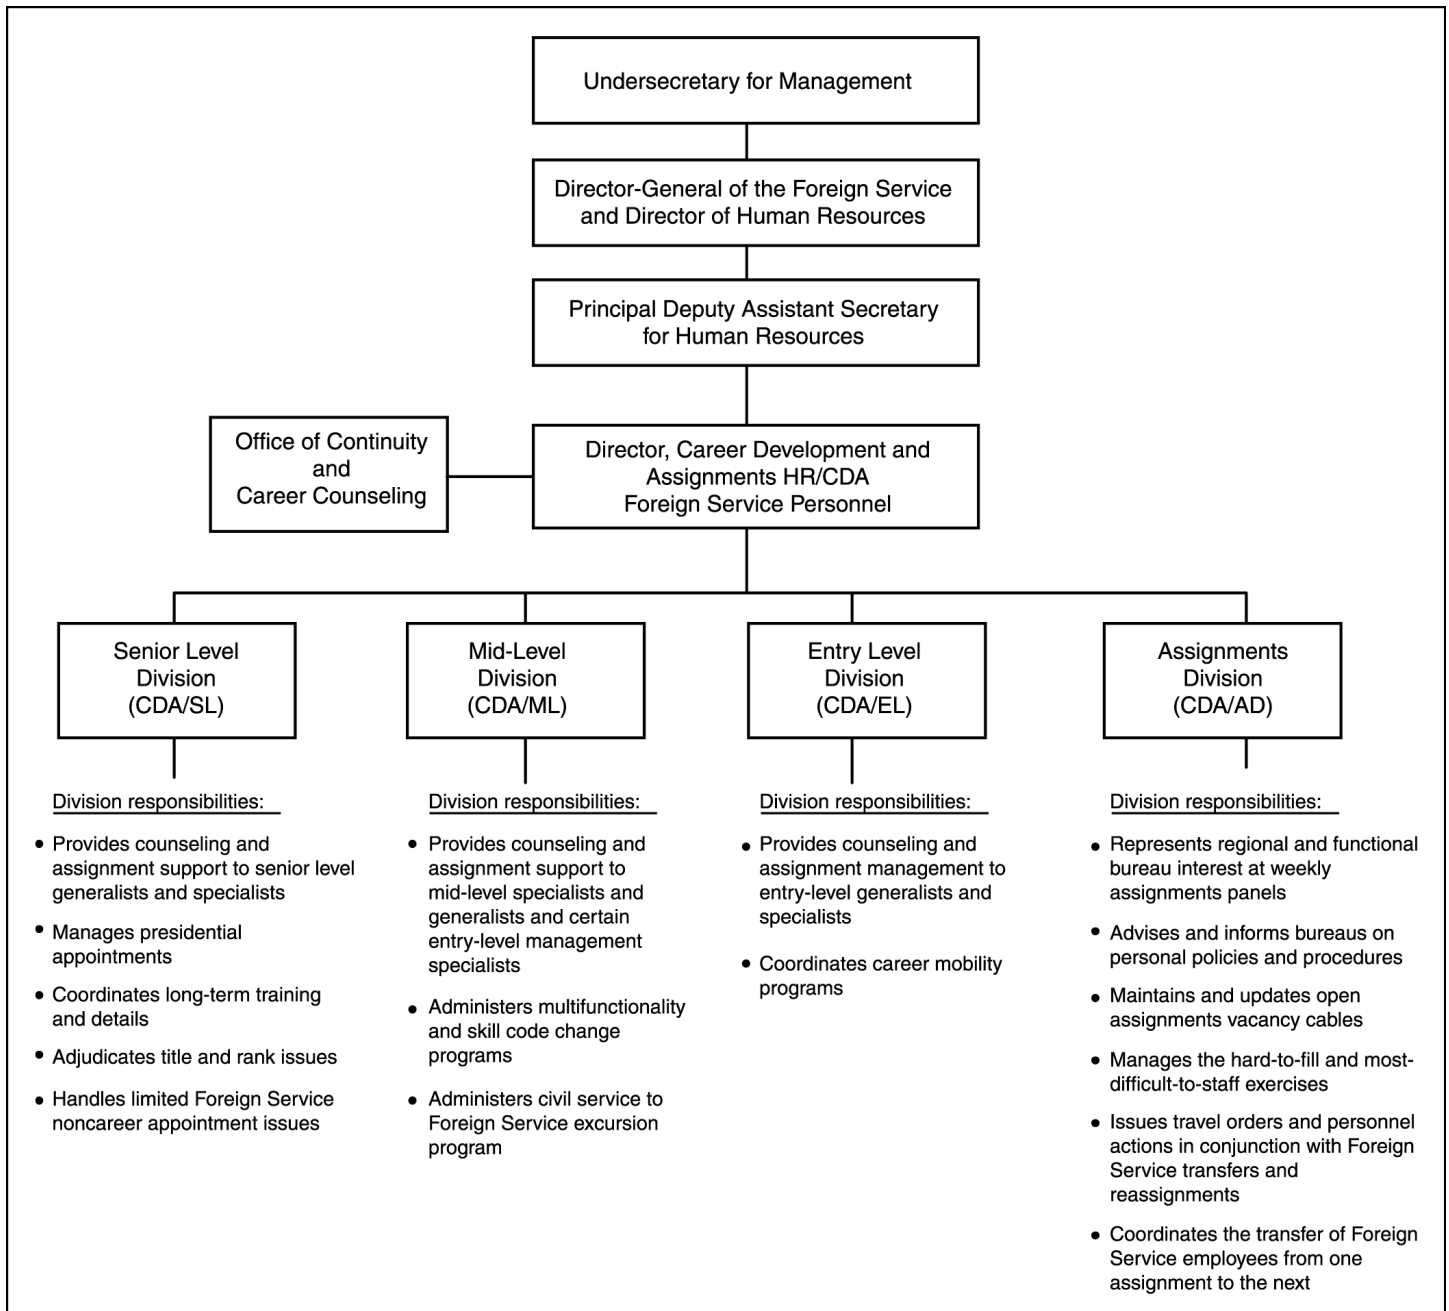 Undersecretary for Management
Director-General of the Foreign Service
and Director of Human Resources
Principal Deputy Assistant Secretary
for Human Resources
Office of Continuity
and
Career Counseling
Director, Career Development and
Assignments HR/CDA
Foreign Service Personnel
Senior Level
Division
(CDA/SL)
Mid-Level
Division
(CDA/ML)
Entry Level
Division
(CDA/EL)
Assignments
Division
(CDA/AD)
Division responsibilities:
• Provides counseling and
assignment support to senior level
generalists and specialists
• Manages presidential
appointments
• Coordinates long-term training
and details
• Adjudicates title and rank issues
• Handles limited Foreign Service
noncareer appointment issues
Division responsibilities:
• Provides counseling and
assignment support to
mid-level specialists and
generalists and certain
entry-level management
specialists
• Administers multifunctionality
and skill code change
programs
• Administers civil service to
Foreign Service excursion
program
Division responsibilities:
• Provides counseling and
assignment management to
entry-level generalists and
specialists
• Coordinates career mobility
programs
Division responsibilities:
• Represents regional and functional
bureau interest at weekly
assignments panels
• Advises and informs bureaus on
personal policies and procedures
• Maintains and updates open
assignments vacancy cables
• Manages the hard-to-fill and most-
difficult-to-staff exercises
• Issues travel orders and personnel
actions in conjunction with Foreign
Service transfers and
reassignments
• Coordinates the transfer of Foreign
Service employees from one
assignment to the next